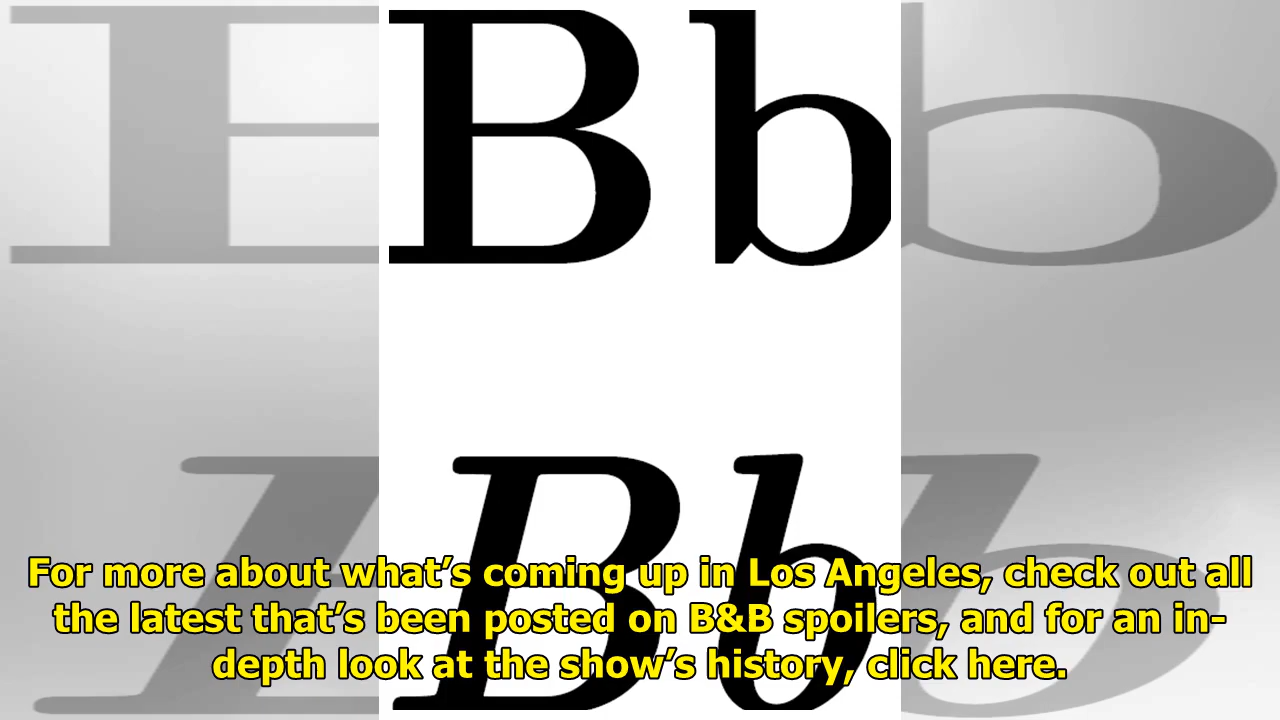 Bb
Bb
For more about what’s coming up in Los Angeles, check out all
the latest that’s been posted on B&B spoilers, and for an in-
depth look at the show’s history, click here.